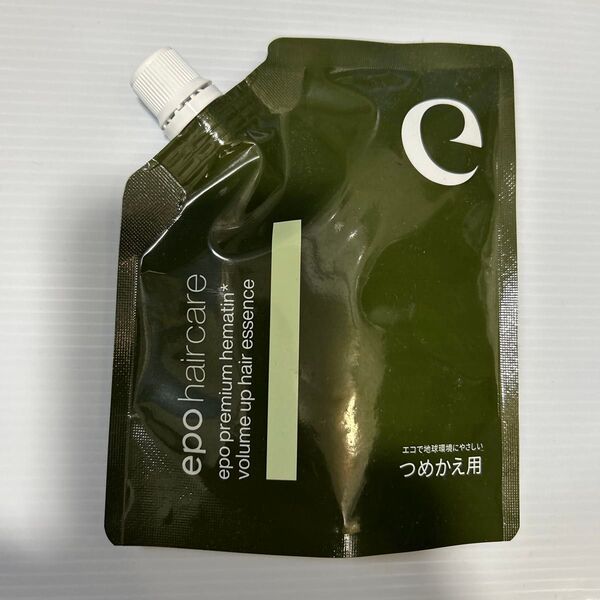 e
epo haircare
epo premium hematin*
volume up hair essence
エコで地球環境にやさしい
つめかえ用